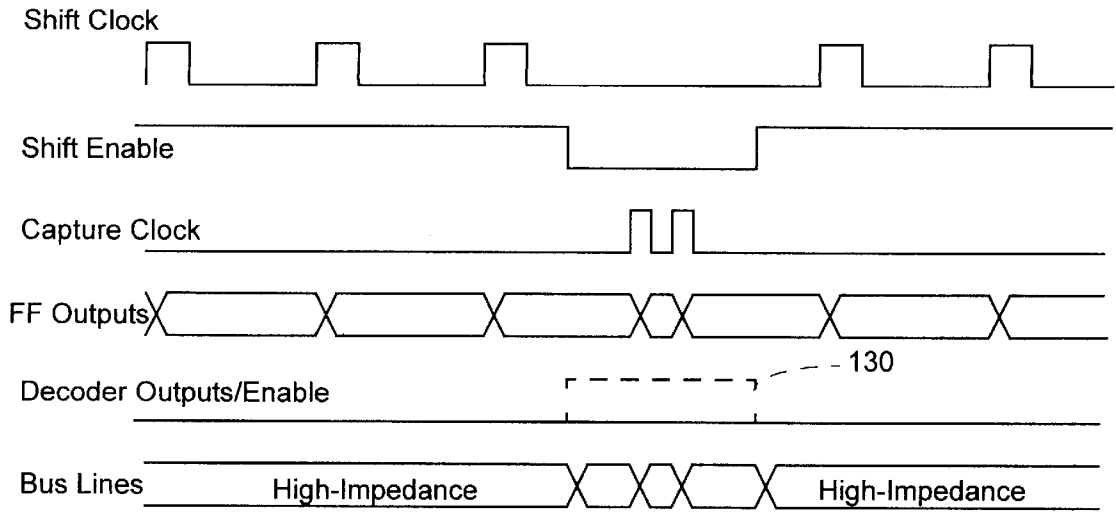 Shift Clock
Shift Enable
Capture Clock
FF Outputs
130
Decoder Outputs/Enable
Bus Lines
High-Impedance
High-Impedance